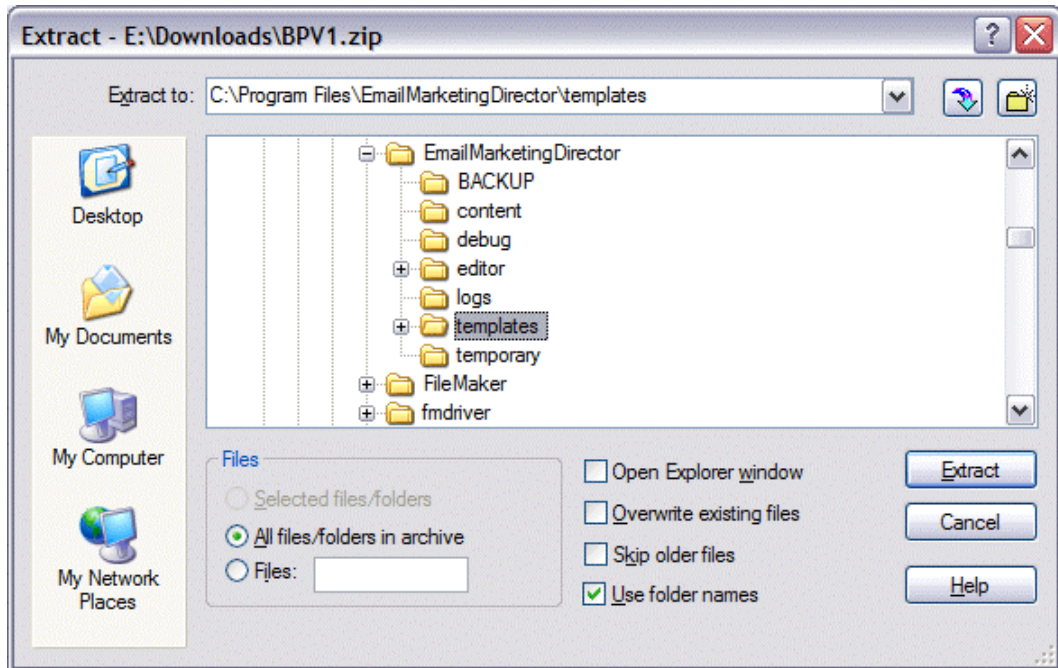 Extract - E:\Downloads\BPV1.zip
Extract to: C:\Program Files\EmailMarketingDirector\templates
Desktop
My Documents
My Computer
My Network
Places
EmailMarketingDirector
BACKUP
content
debug
editor
logs
templates
temporary
FileMaker
fmdriver
Files
Selected files/folders
All files/folders in archive
Files:
Open Explorer window
Overwrite existing files
Skip older files
Use folder names
Extract
Cancel
Help